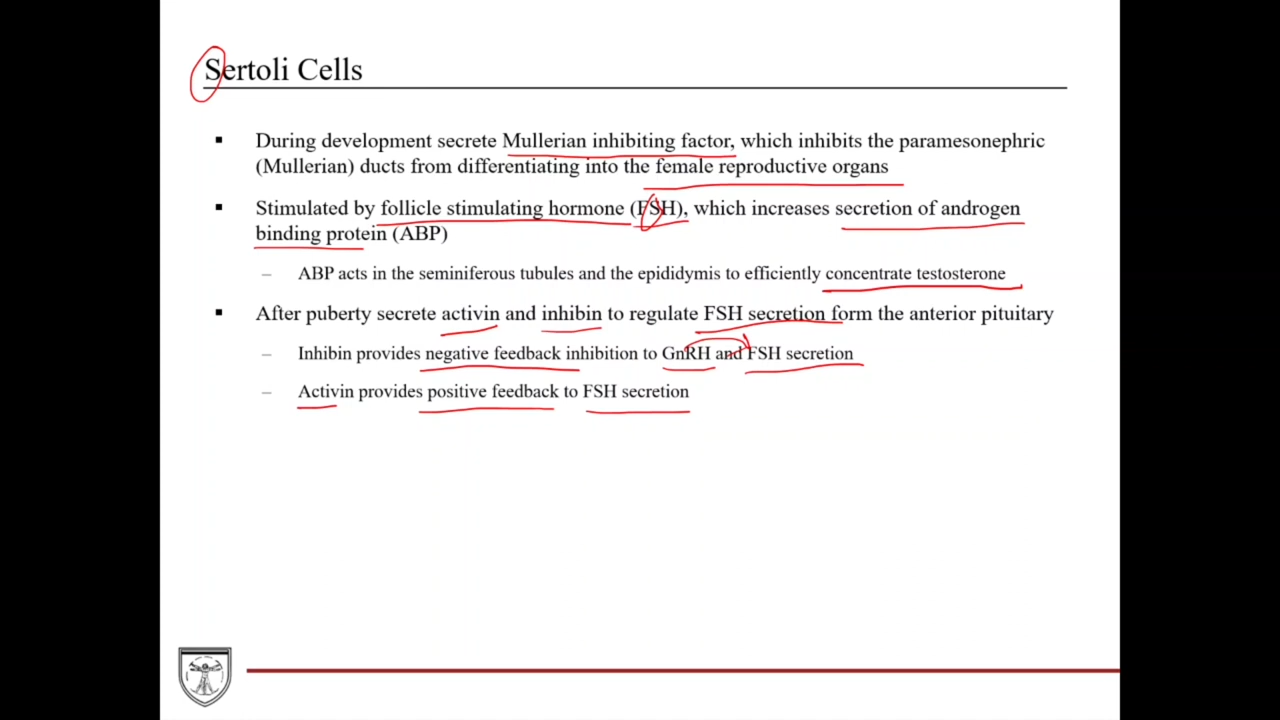 Sertoli Cells
During development secrete Mullerian inhibiting factor, which inhibits the paramesonephric
(Mullerian) ducts from differentiating into the female reproductive organs
Stimulated by follicle stimulating hormone (FSH), which increases secretion of androgen
binding protein (ABP)
– ABP acts in the seminiferous tubules and the epididymis to efficiently concentrate testosterone
After puberty secrete activin and inhibin to regulate FSH secretion form the anterior pituitary
– Inhibin provides negative feedback inhibition to GnRH and FSH secretion
– Activin provides positive feedback to FSH secretion